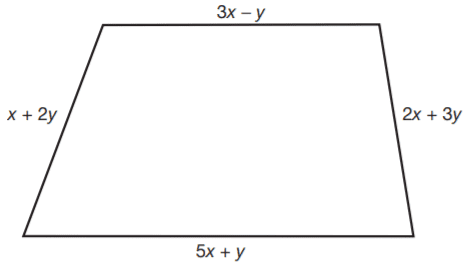 3x – y
x + 2y
2x + 3y
5x + y